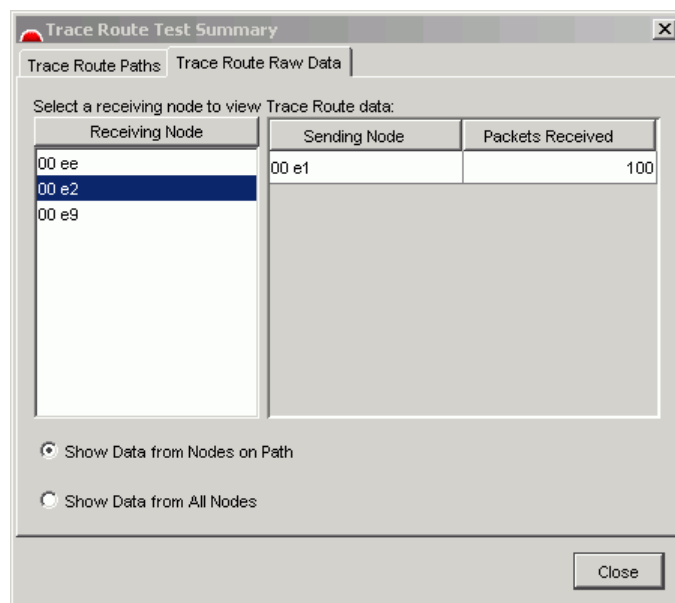 Trace Route Test Summary
Trace Route Paths Trace Route Raw Data
Select a receiving node to view Trace Route data:
Receiving Node Sending Node Packets Received
00 ee 00 e1 100
00 e2
00 e9
Show Data from Nodes on Path
Show Data from All Nodes
Close